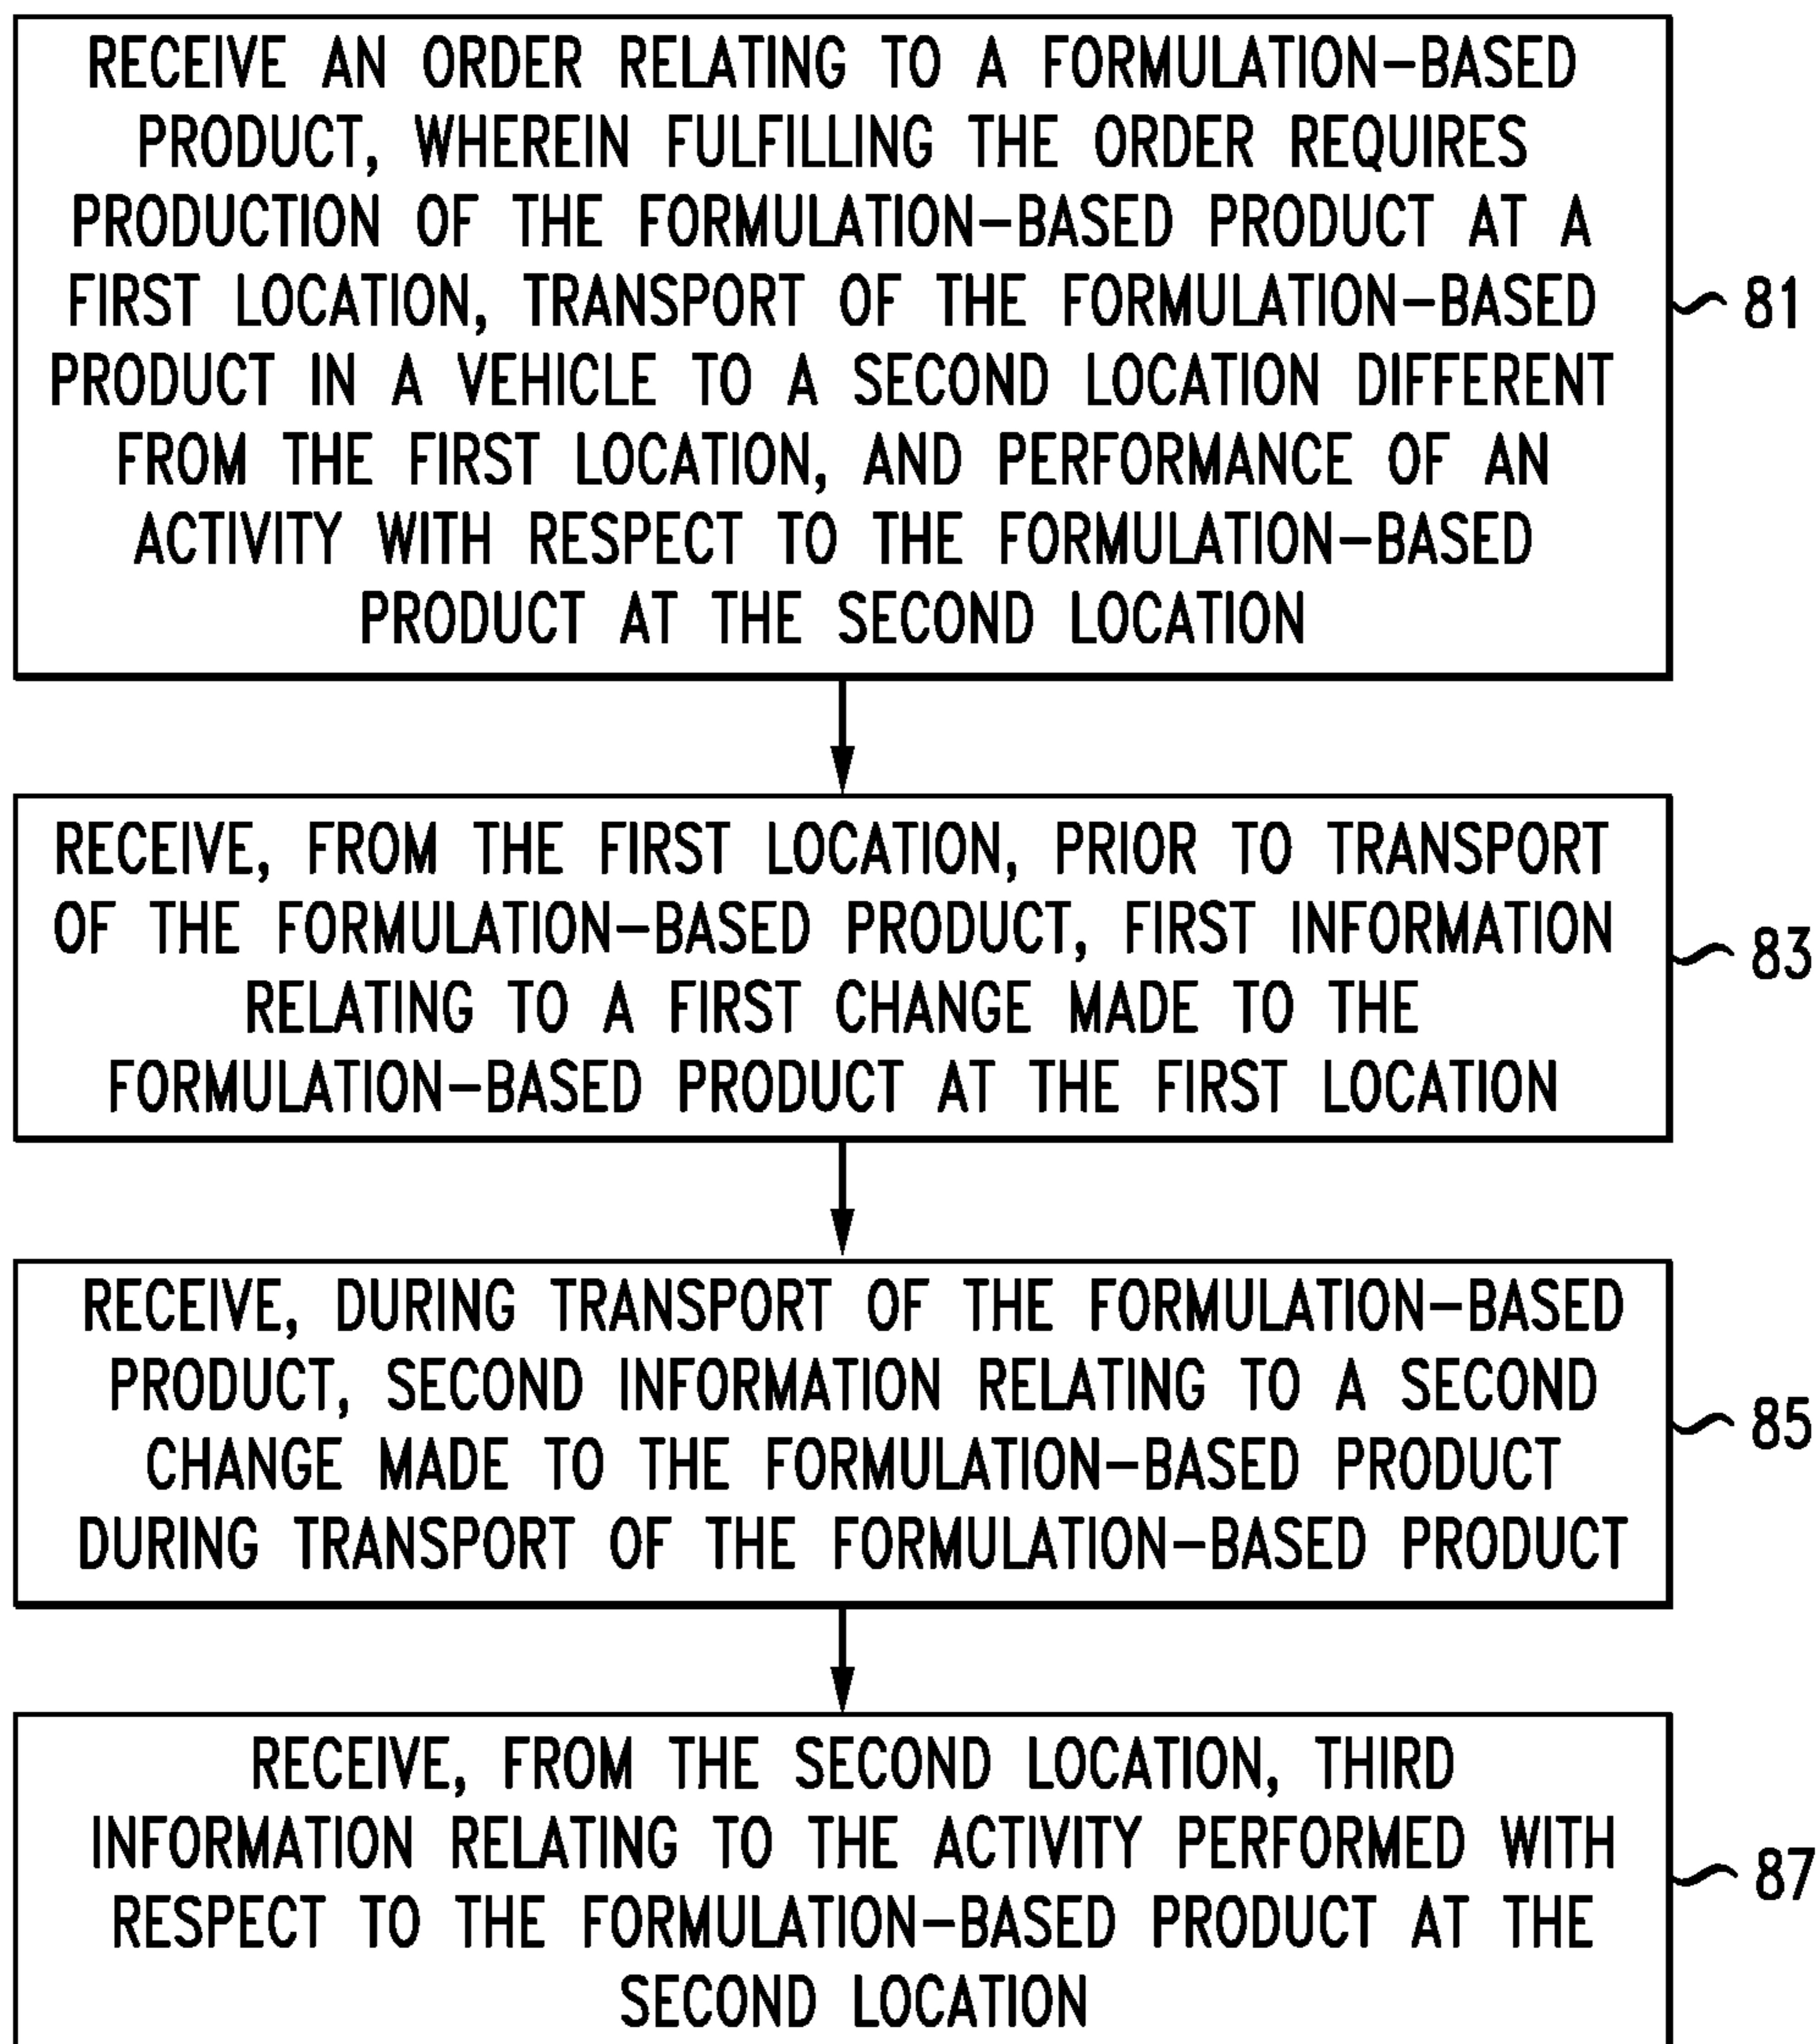 RECEIVE AN ORDER RELATING TO A FORMULATION-BASED
PRODUCT, WHEREIN FULFILLING THE ORDER REQUIRES
PRODUCTION OF THE FORMULATION-BASED PRODUCT AT A
FIRST LOCATION, TRANSPORT OF THE FORMULATION-BASED
PRODUCT IN A VEHICLE TO A SECOND LOCATION DIFFERENT
FROM THE FIRST LOCATION, AND PERFORMANCE OF AN
ACTIVITY WITH RESPECT TO THE FORMULATION-BASED
PRODUCT AT THE SECOND LOCATION
81
RECEIVE, FROM THE FIRST LOCATION, PRIOR TO TRANSPORT
OF THE FORMULATION-BASED PRODUCT, FIRST INFORMATION
RELATING TO A FIRST CHANGE MADE TO THE
FORMULATION-BASED PRODUCT AT THE FIRST LOCATION
83
RECEIVE, DURING TRANSPORT OF THE FORMULATION-BASED
PRODUCT, SECOND INFORMATION RELATING TO A SECOND
CHANGE MADE TO THE FORMULATION-BASED PRODUCT
DURING TRANSPORT OF THE FORMULATION-BASED PRODUCT
85
RECEIVE, FROM THE SECOND LOCATION, THIRD
INFORMATION RELATING TO THE ACTIVITY PERFORMED WITH
RESPECT TO THE FORMULATION-BASED PRODUCT AT THE
SECOND LOCATION
87